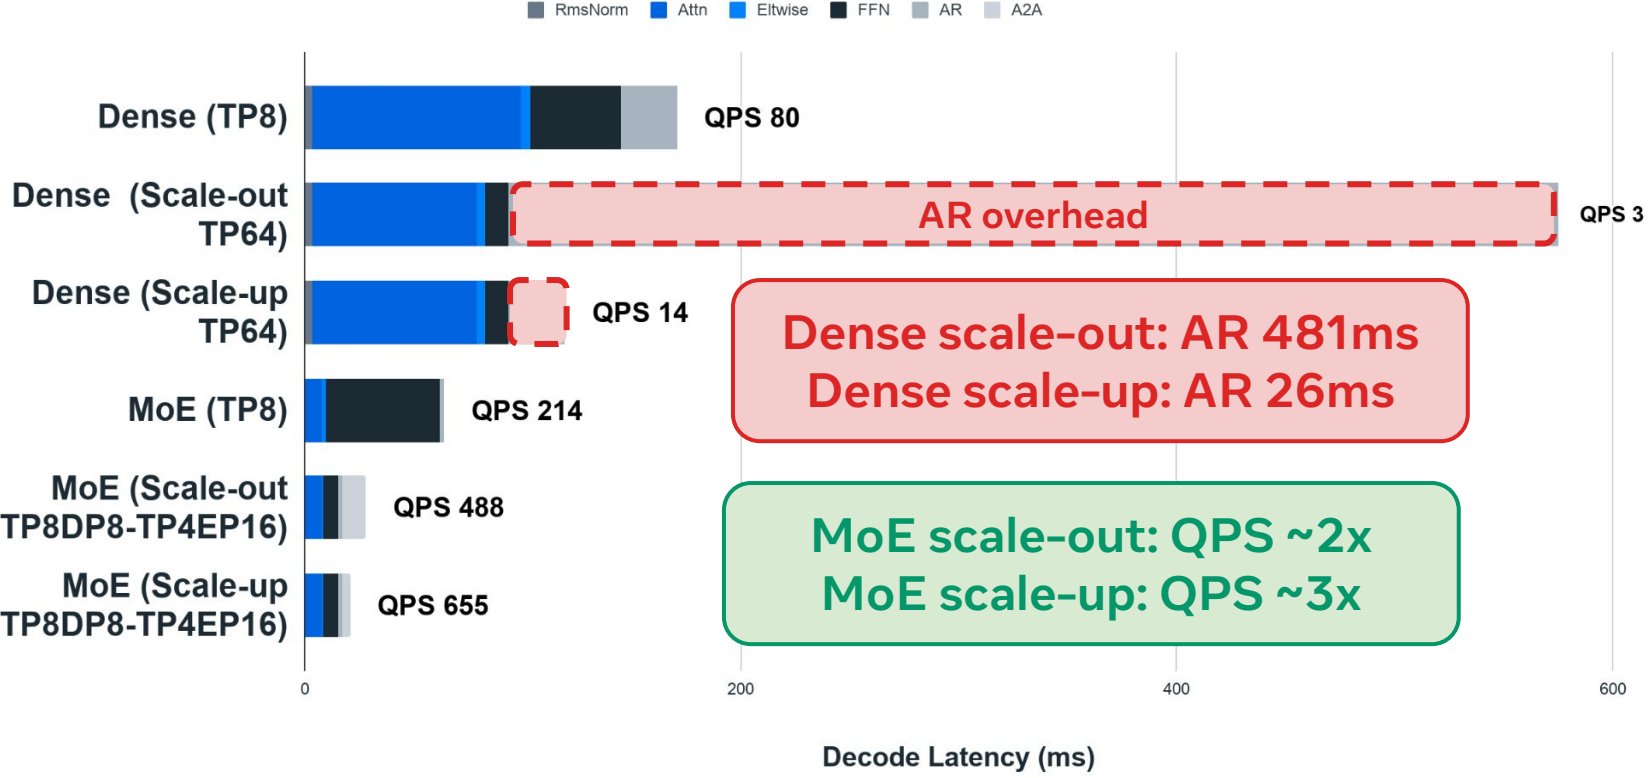 RmsNorm Attn Eltwise FFN AR A2A
Dense (TP8)
QPS 80
Dense (Scale-out
TP64)
AR overhead
QPS 3
Dense (Scale-up
TP64)
QPS 14
Dense scale-out: AR 481ms
Dense scale-up: AR 26ms
MoE (TP8)
QPS 214
MoE (Scale-out
TP8DP8-TP4EP16)
QPS 488
MoE scale-out: QPS ~2x
MoE scale-up: QPS ~3x
MoE (Scale-up
TP8DP8-TP4EP16)
QPS 655
0 200 400 600
Decode Latency (ms)